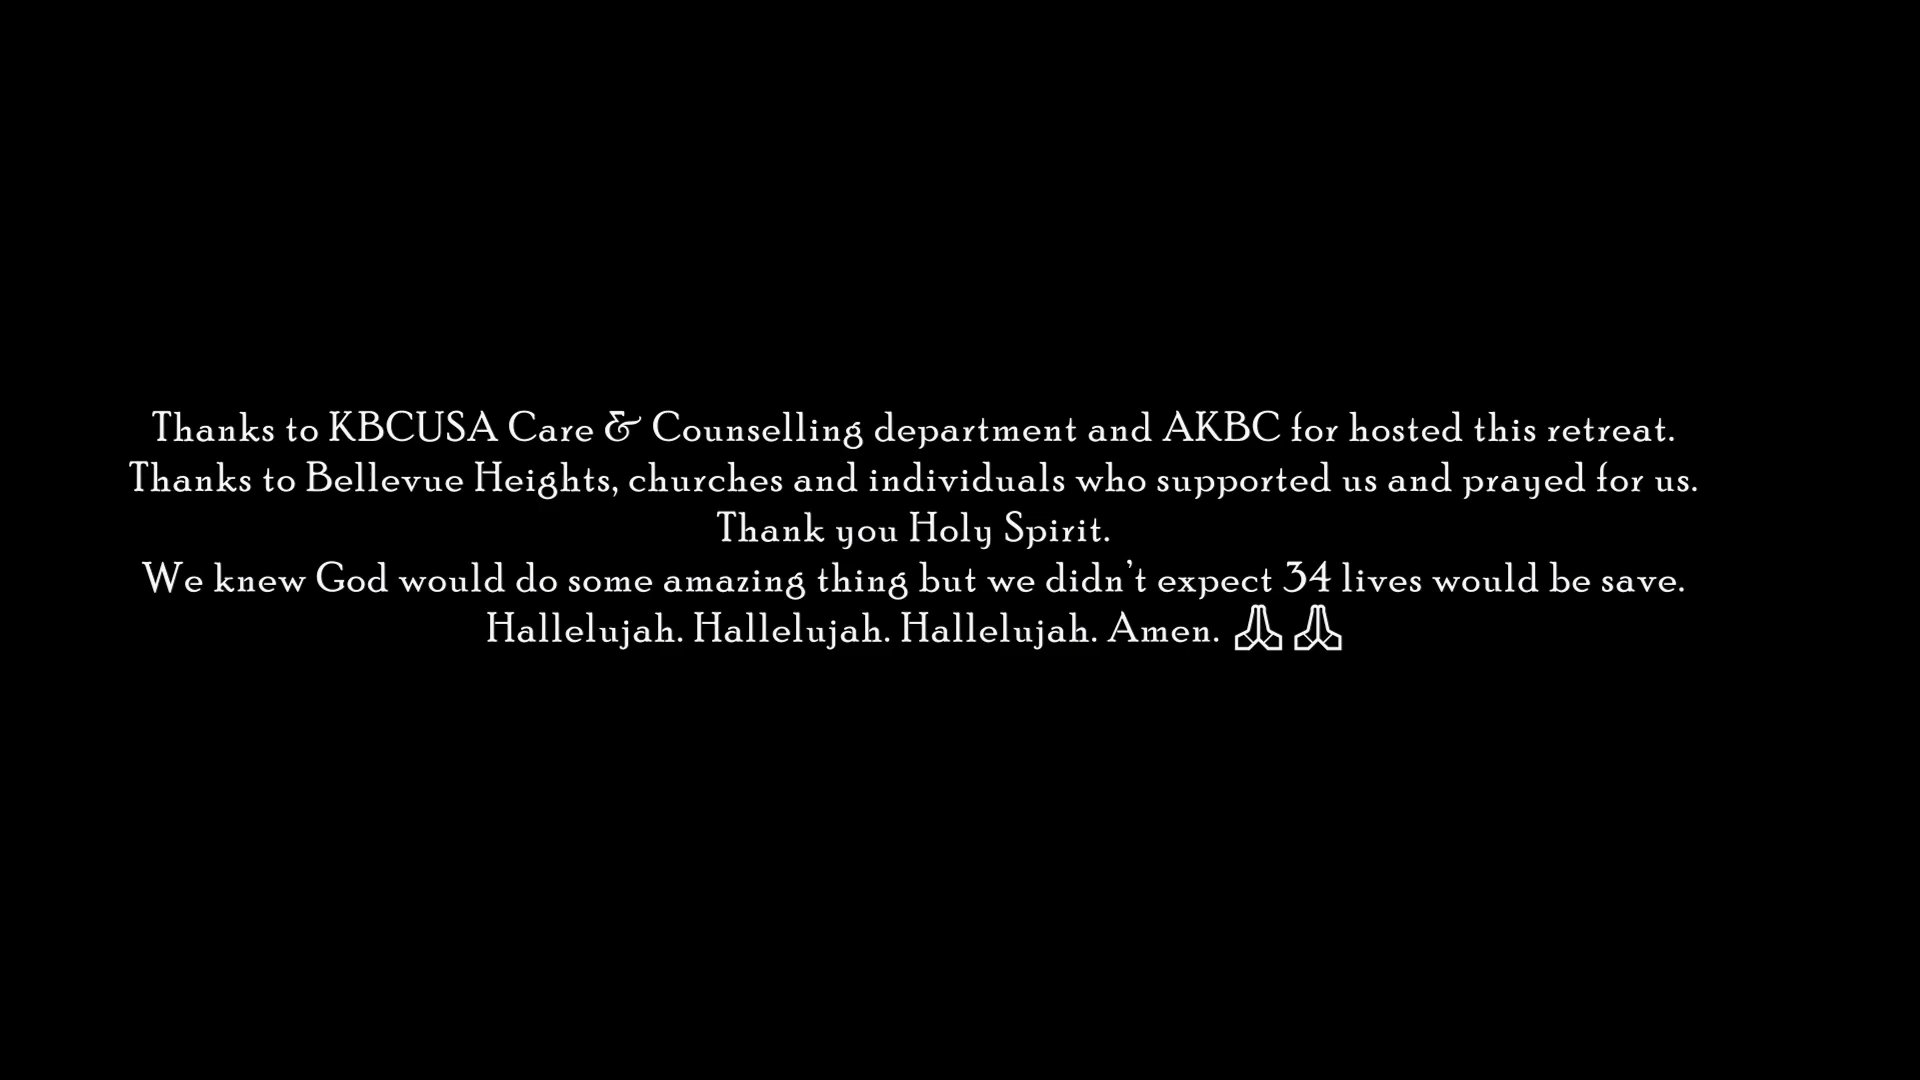 Thanks to KBCUSA Care & Counselling department and AKBC for hosted this retreat.
Thanks to Bellevue Heights, churches and individuals who supported us and prayed for us.
Thank you Holy Spirit.
We knew God would do some amazing thing but we didn't expect 34 lives would be save.
Hallelujah. Hallelujah. Hallelujah. Amen. 🙏 🙏